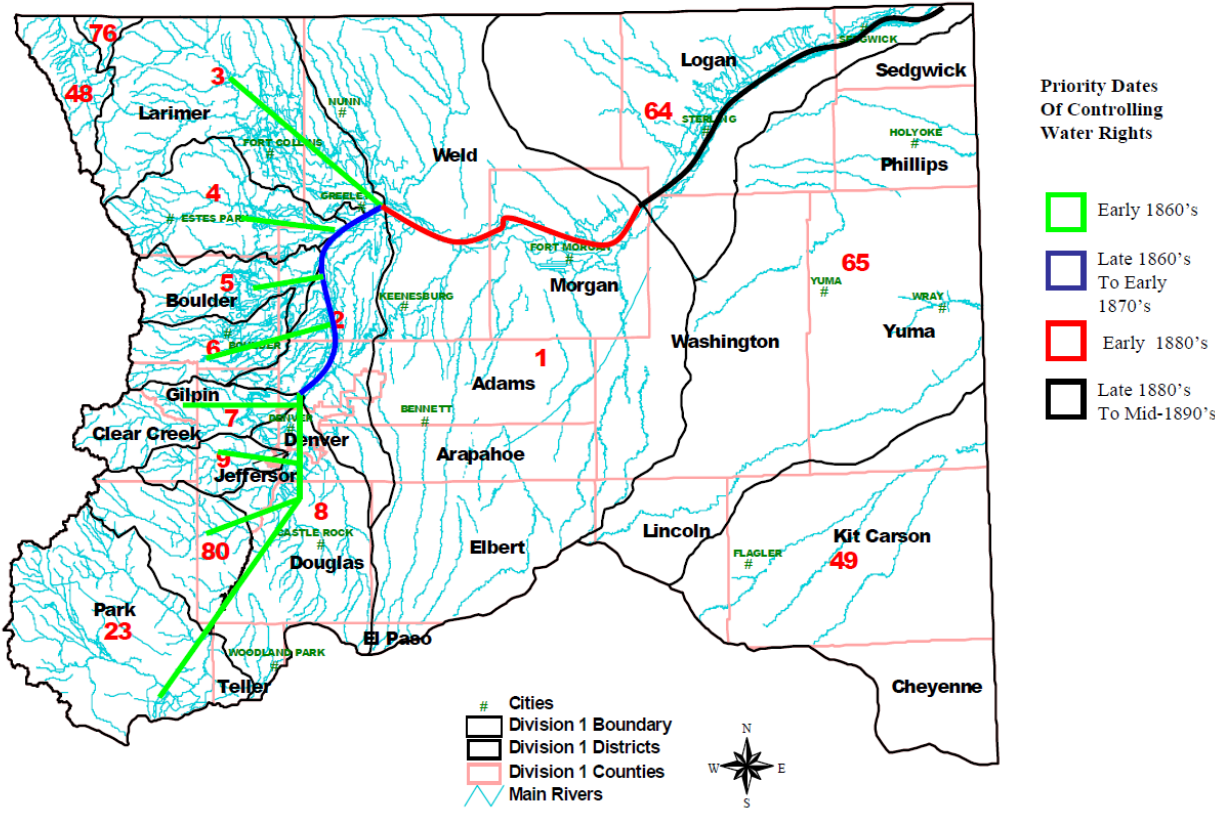 76
48
3
Larimer
NUNN
#
FORT COLLINS
#
Weld
Logan
64
STERLING
#
#
SEDGWICK
Sedgwick
HOLYOKE
#
Phillips
4
# ESTES PAR
GREELE
#
5
Boulder
#
KEENESBURG
#
FORT MORGAN
#
Morgan
65
YUMA
#
WRAY
#
Yuma
2
6
Washington
1
Adams
Gilpin
7
DENVER
#
Denver
BENNETT
#
Clear Creek
9
Jefferson
Arapahoe
8
CASTLE ROCK
#
Douglas
80
Elbert
Lincoln
Kit Carson
FLAGLER
#
49
Park
23
WOODLAND PARK
#
Teller
El Paso
Cheyenne
Priority Dates
Of Controlling
Water Rights
Early 1860's
Late 1860's
To Early
1870's
Early 1880's
Late 1880's
To Mid-1890's
# Cities
Division 1 Boundary
Division 1 Districts
Division 1 Counties
Main Rivers
N
W E
S